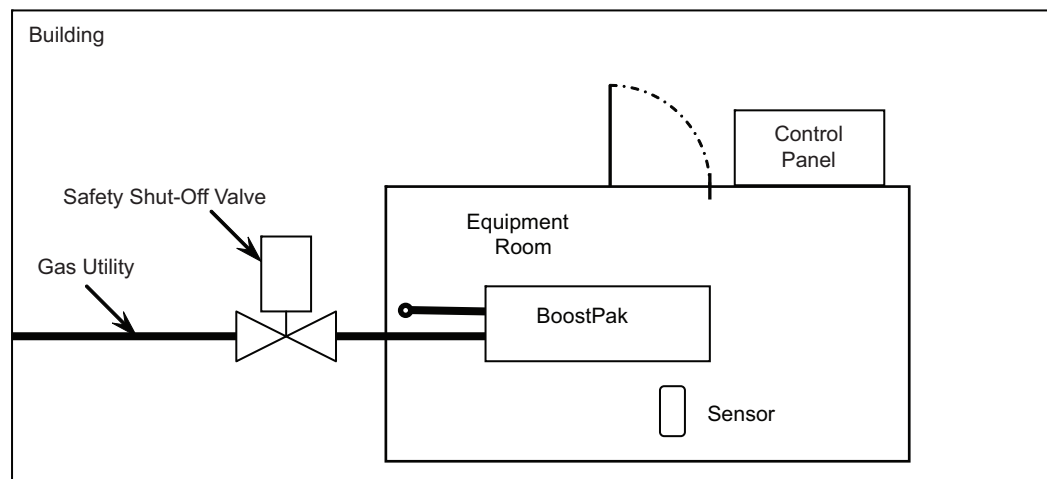 Building
Control
Panel
Safety Shut-Off Valve
Equipment
Room
Gas Utility
BoostPak
Sensor